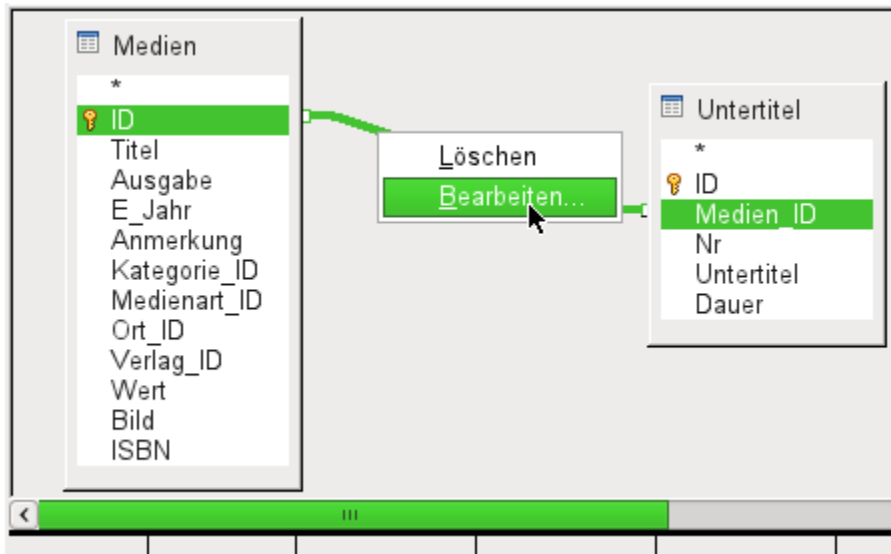 Medien
*
ID
Titel
Ausgabe
E_Jahr
Anmerkung
Kategorie_ID
Medienart_ID
Ort_ID
Verlag_ID
Wert
Bild
ISBN
Löschen
Bearbeiten...
Untertitel
*
ID
Medien_ID
Nr
Untertitel
Dauer